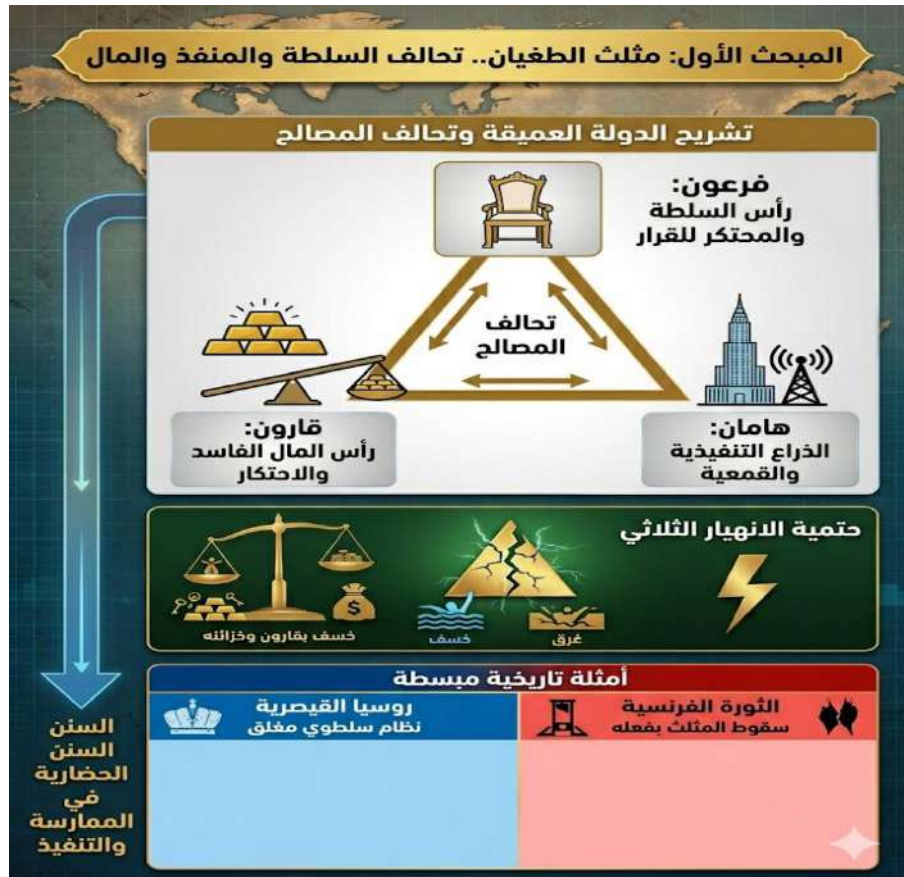 المبحث الأول: مثلث الطغيان.. تحالف السلطة والمنفذ والمال
تشريح الدولة العميقة وتحالف المصالح
فرعون:
رأس السلطة
والمحتكر للقرار
تحالف
المصالح
هامان:
الذراع التنفيذية
والقمعية
قارون:
رأس المال الفاسد
والاحتكار
حتمية الانهيار الثلاثي
غرق
خسف
خسف بقارون وخزائنه
$
أمثلة تاريخية مبسطة
الثورة الفرنسية
سقوط المثلث بفعله
روسيا القيصرية
نظام سلطوي مغلق
السنن
السنن
الحضارية
في
الممارسة
والتنفيذ